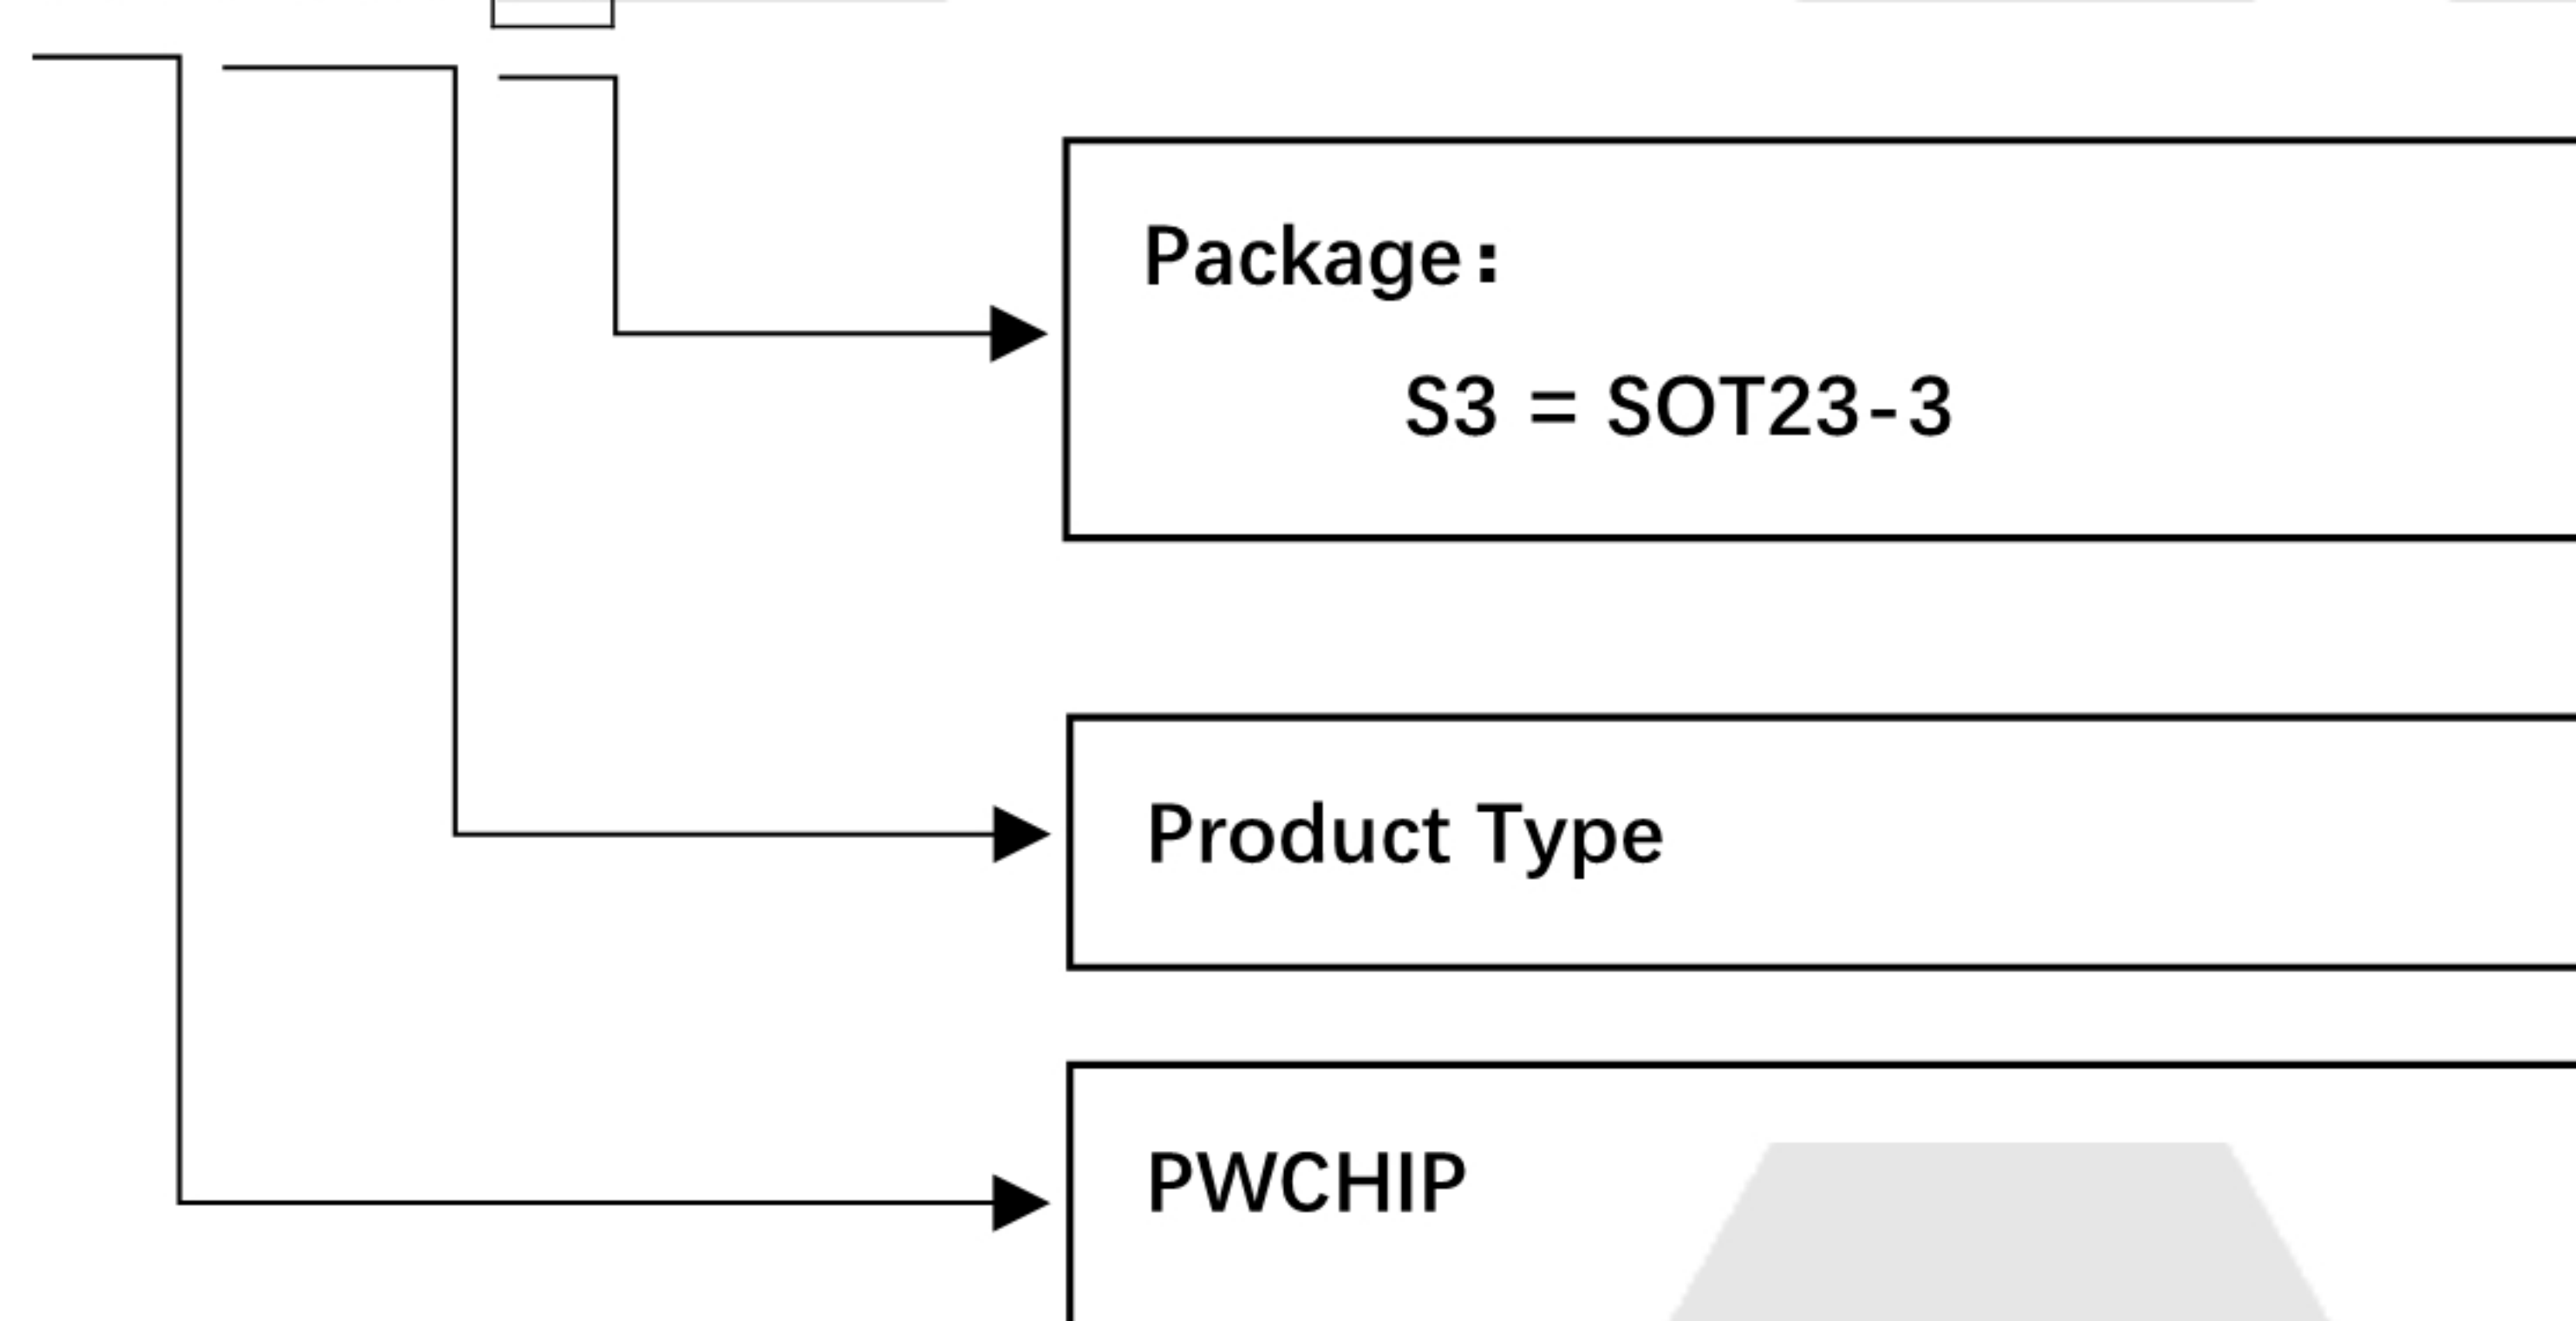 Package:
S3 = SOT23-3
Product Type
PWCHIP